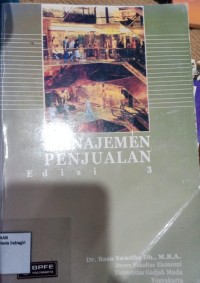 MANAJEMEN
PENJUALAN
Edisi 3
Dr. Basu Swastha Dh., M.B.A.
Dosen Fakultas Ekonomi
Universitas Gadjah Mada
Yogyakarta
BPFE